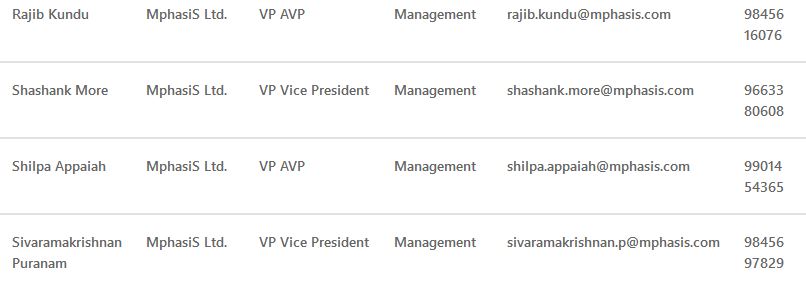 Rajib Kundu MphasiS Ltd. VP AVP Management rajib.kundu@mphasis.com 98456
16076
Shashank More MphasiS Ltd. VP Vice President Management shashank.more@mphasis.com 96633
80608
Shilpa Appaiah MphasiS Ltd. VP AVP Management shilpa.appaiah@mphasis.com 99014
54365
Sivaramakrishnan MphasiS Ltd. VP Vice President Management sivaramakrishnan.p@mphasis.com 98456
Puranam 97829